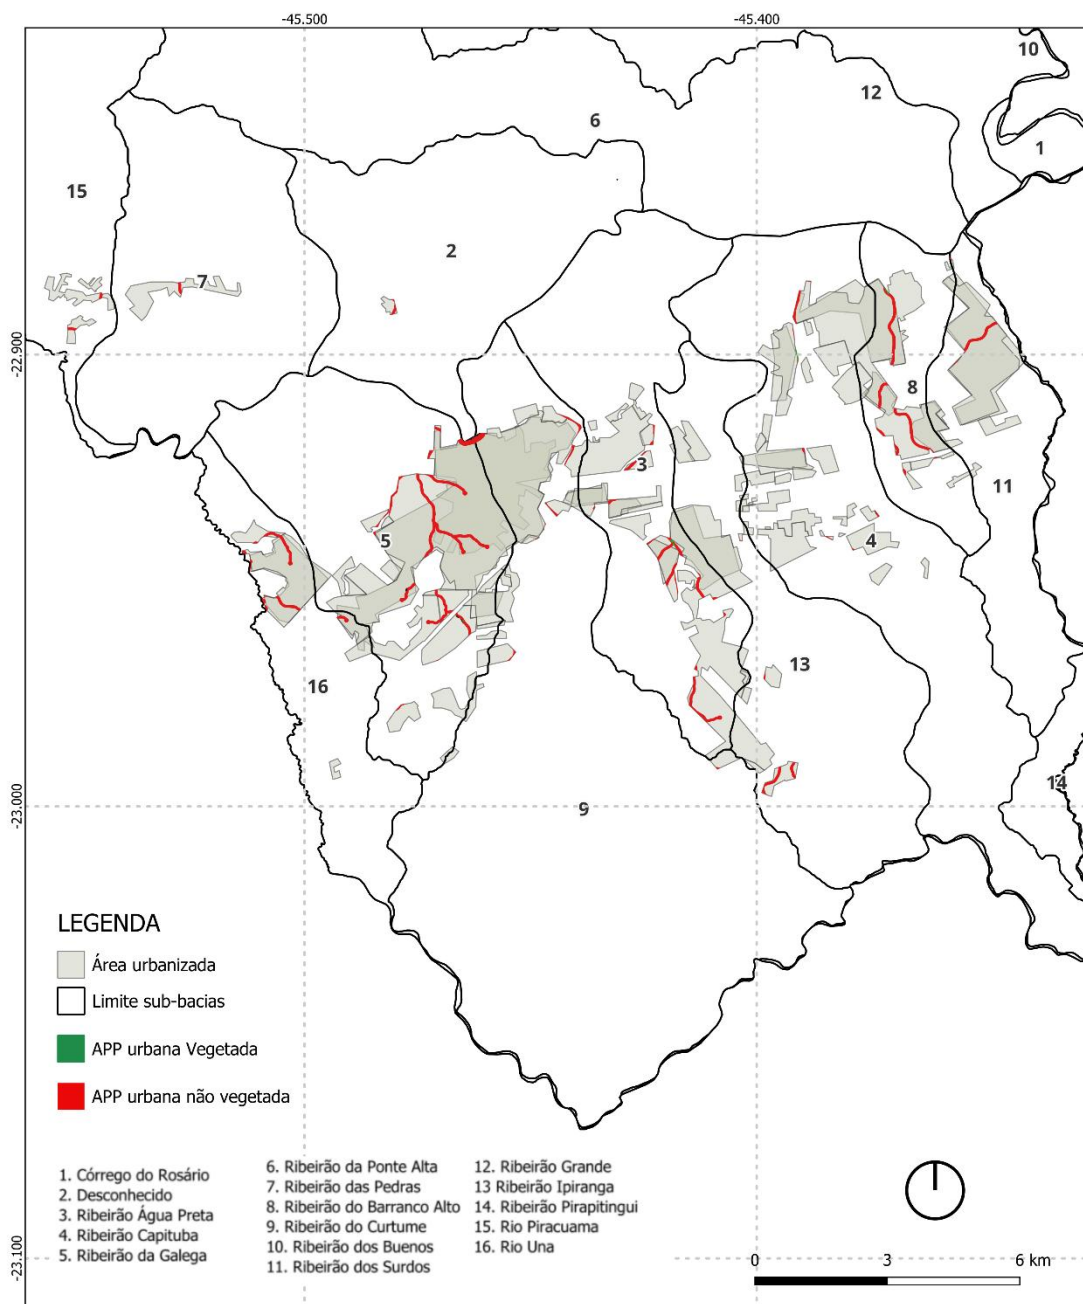 -45.500
-45.400
10
12
6
1
15
2
7
-22.900
8
3
11
5
4
13
16
14
-23.000
9
LEGENDA
Área urbanizada
Limite sub-bacias
APP urbana Vegetada
APP urbana não vegetada
1. Córrego do Rosário
2. Desconhecido
3. Ribeirão Água Preta
4. Ribeirão Capituba
5. Ribeirão da Galega
6. Ribeirão da Ponte Alta
7. Ribeirão das Pedras
8. Ribeirão do Barranco Alto
9. Ribeirão do Curtume
10. Ribeirão dos Buenos
11. Ribeirão dos Surdos
12. Ribeirão Grande
13 Ribeirão Ipiranga
14. Ribeirão Pirapitingui
15. Rio Piracuama
16. Rio Una
-23.100
0 3 6 km